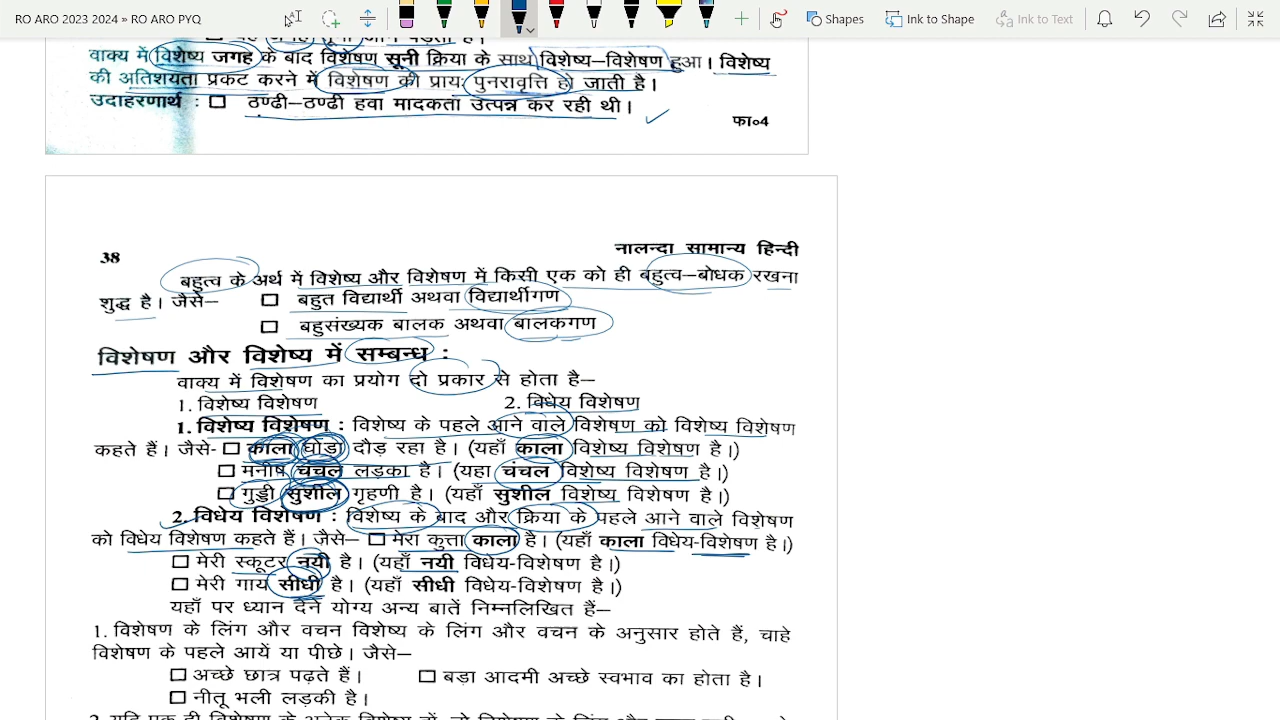 RO ARO 2023 2024 » RO ARO PYQ
Shapes
Ink to Shape
Ink to Text
वाक्य में विशेष्य जगह के बाद विशेषण सूनी क्रिया के साथ विशेष्य–विशेषण हुआ। विशेष्य
की अतिशयता प्रकट करने में विशेषण की प्रायः पुनरावृत्ति हो जाती है।
उदाहरणार्थ : □ ठण्ढी–ठण्ढी हवा मादकता उत्पन्न कर रही थी।
फा०4
38
नालन्दा सामान्य हिन्दी
बहुत्व के अर्थ में विशेष्य और विशेषण में किसी एक को ही बहुत्व–बोधक रखना
शुद्ध है। जैसे– □ बहुत विद्यार्थी अथवा विद्यार्थीगण
□ बहुसंख्यक बालक अथवा बालकगण
विशेषण और विशेष्य में सम्बन्ध :
वाक्य में विशेषण का प्रयोग दो प्रकार से होता है–
1. विशेष्य विशेषण 2. विधेय विशेषण
1. विशेष्य विशेषण : विशेष्य के पहले आने वाले विशेषण को विशेष्य विशेषण
कहते हैं। जैसे- □ काला घोड़ा दौड़ रहा है। (यहाँ काला विशेष्य विशेषण है।)
□ मनीष चंचल लड़का है। (यहा चंचल विशेष्य विशेषण है।)
□ गुड्डी सुशील गृहणी है। (यहाँ सुशील विशेष्य विशेषण है।)
2. विधेय विशेषण : विशेष्य के बाद और क्रिया के पहले आने वाले विशेषण
को विधेय विशेषण कहते हैं। जैसे– □ मेरा कुत्ता काला है। (यहाँ काला विधेय-विशेषण है।)
□ मेरी स्कूटर नयी है। (यहाँ नयी विधेय-विशेषण है।)
□ मेरी गाय सीधी है। (यहाँ सीधी विधेय-विशेषण है।)
यहाँ पर ध्यान देने योग्य अन्य बातें निम्नलिखित हैं–
1. विशेषण के लिंग और वचन विशेष्य के लिंग और वचन के अनुसार होते हैं, चाहे
विशेषण के पहले आयें या पीछे। जैसे–
□ अच्छे छात्र पढ़ते हैं। □ बड़ा आदमी अच्छे स्वभाव का होता है।
□ नीतू भली लड़की है।